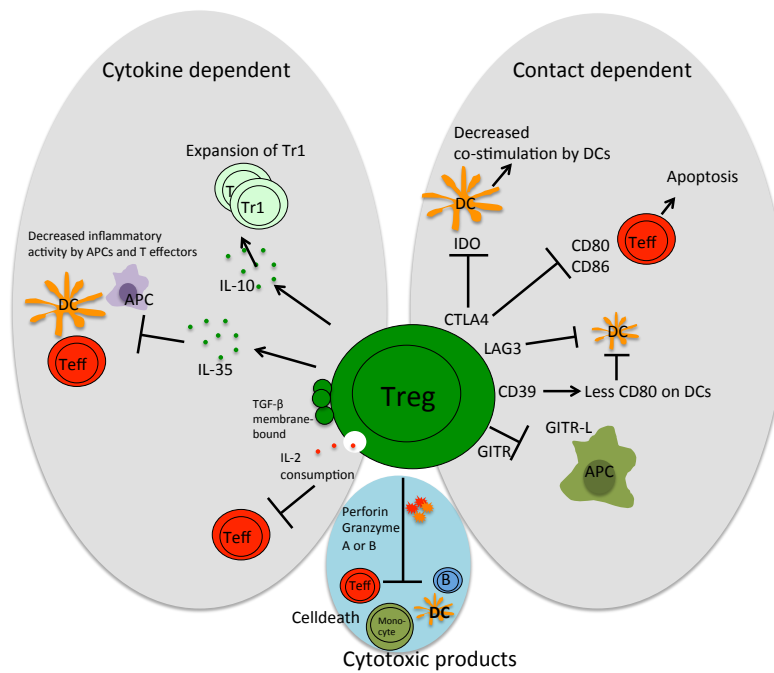 Cytokine dependent
Contact dependent
Expansion of Tr1
Tr1
Decreased inflammatory
activity by APCs and T effectors
DC
APC
Teff
IL-10
IL-35
TGF-β
membrane-
bound
IL-2
consumption
Teff
Treg
Decreased
co-stimulation by DCs
DC
IDO
CTLA4
Apoptosis
CD80
CD86
Teff
LAG3
DC
CD39
Less CD80 on DCs
GITR
GITR-L
APC
Perforin
Granzyme
A or B
Teff
B
DC
Celldeath
Mono-
cyte
Cytotoxic products